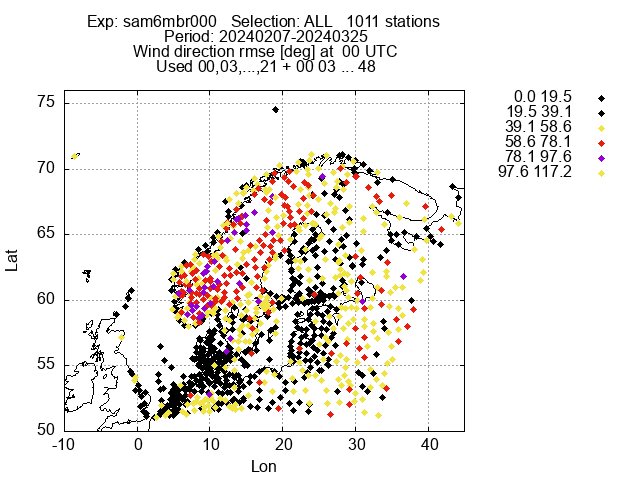 Exp: sam6mbr000   Selection: ALL   1011 stations
Period: 20240207-20240325
Wind direction rmse [deg] at  00 UTC
Used 00,03,...,21 + 00 03 ... 48
0.0 19.5
19.5 39.1
39.1 58.6
58.6 78.1
78.1 97.6
97.6 117.2
75
70
65
60
55
50
Lat
-10 0 10 20 30 40
Lon